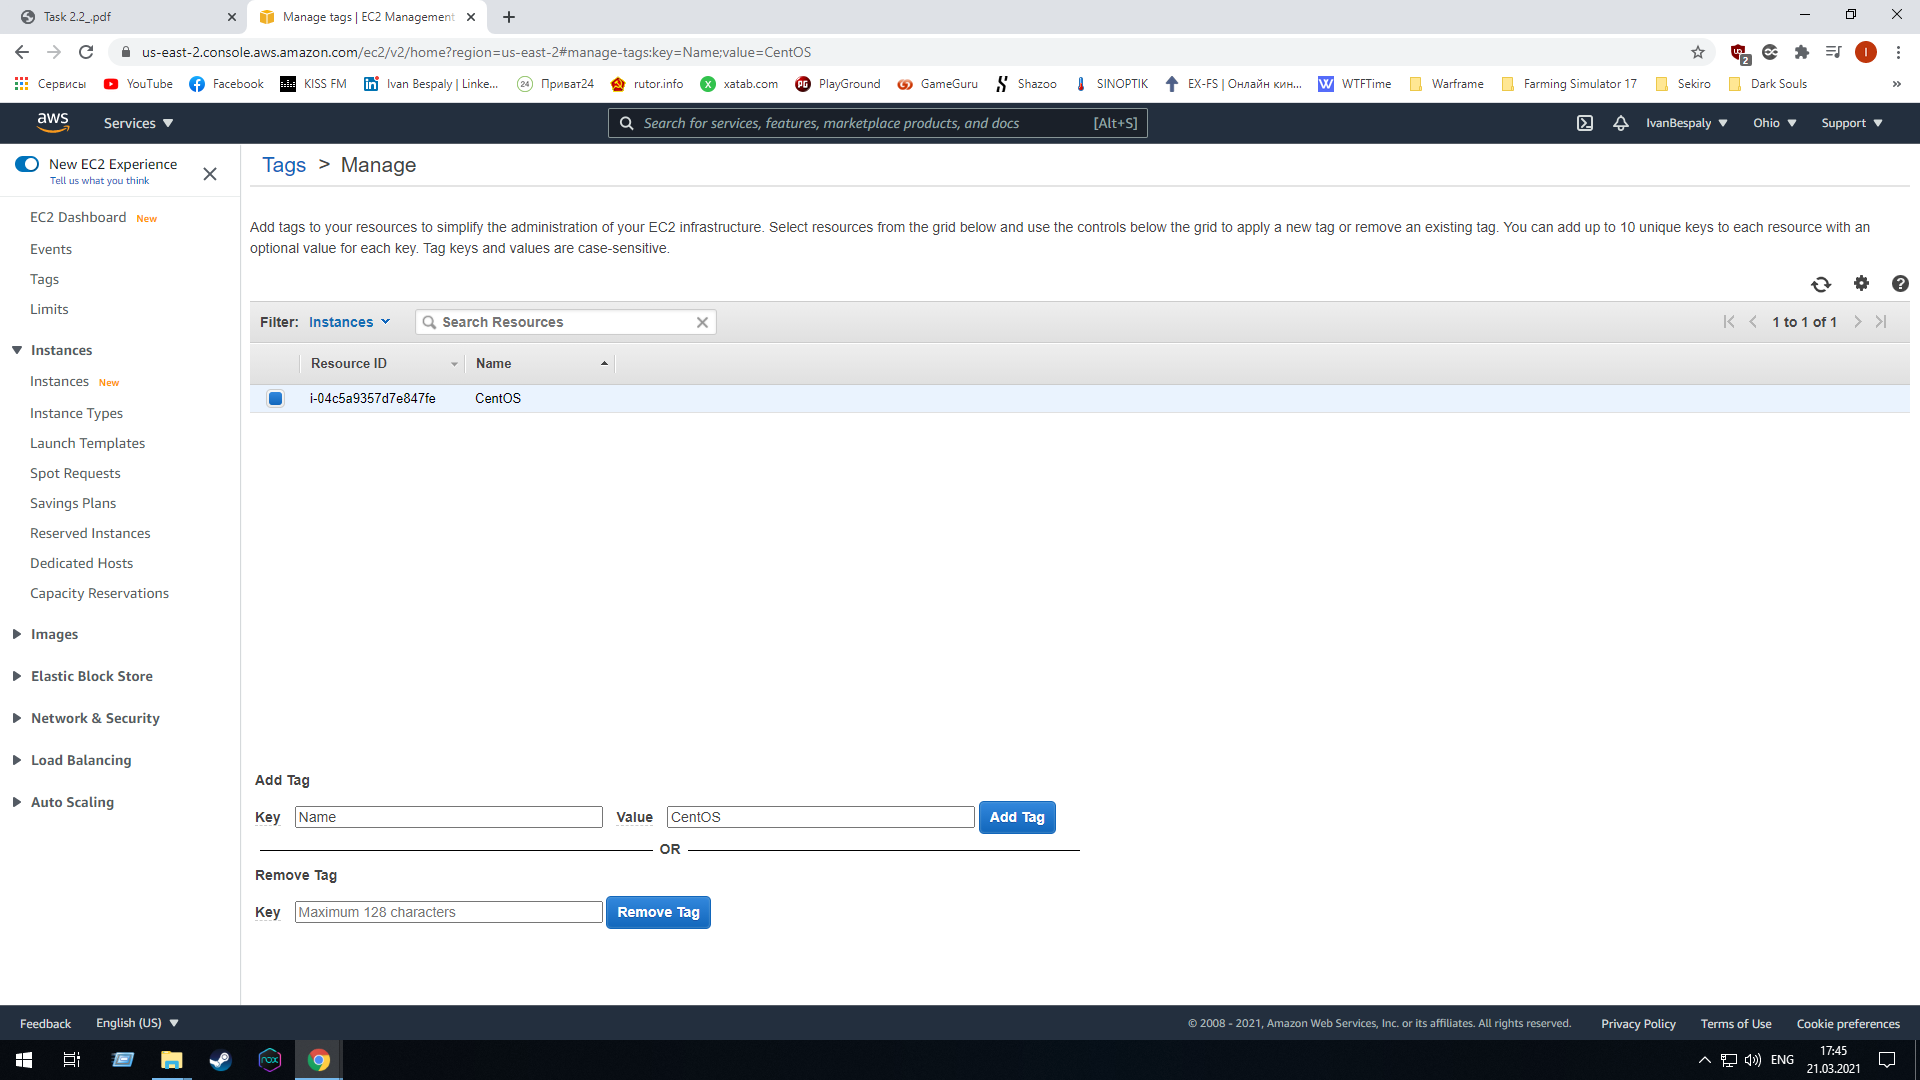 Task 2.2_.pdf
Manage tags | EC2 Management
us-east-2.console.aws.amazon.com/ec2/v2/home?region=us-east-2#manage-tags:key=Name;value=CentOS
2
I
Сервисы
YouTube
Facebook
KISS FM
Ivan Bespaly | Linke...
24
Приват24
rutor.info
xatab.com
PlayGround
GameGuru
Shazoo
SINOPTIK
EX-FS | Онлайн кин...
WTFTime
Warframe
Farming Simulator 17
Sekiro
Dark Souls
»
aws
Services
Search for services, features, marketplace products, and docs
[Alt+S]
IvanBespaly
Ohio
Support
New EC2 Experience
Tell us what you think
EC2 Dashboard New
Events
Tags
Limits
Instances
Instances New
Instance Types
Launch Templates
Spot Requests
Savings Plans
Reserved Instances
Dedicated Hosts
Capacity Reservations
Images
Elastic Block Store
Network & Security
Load Balancing
Auto Scaling
Tags > Manage
Add tags to your resources to simplify the administration of your EC2 infrastructure. Select resources from the grid below and use the controls below the grid to apply a new tag or remove an existing tag. You can add up to 10 unique keys to each resource with an
optional value for each key. Tag keys and values are case-sensitive.
Filter: Instances
Search Resources
1 to 1 of 1
Resource ID
Name
i-04c5a9357d7e847fe
CentOS
Add Tag
Key
Name
Value
CentOS
Add Tag
OR
Remove Tag
Key
Maximum 128 characters
Remove Tag
Feedback
English (US)
© 2008 - 2021, Amazon Web Services, Inc. or its affiliates. All rights reserved.
Privacy Policy
Terms of Use
Cookie preferences
ENG
17:45
21.03.2021